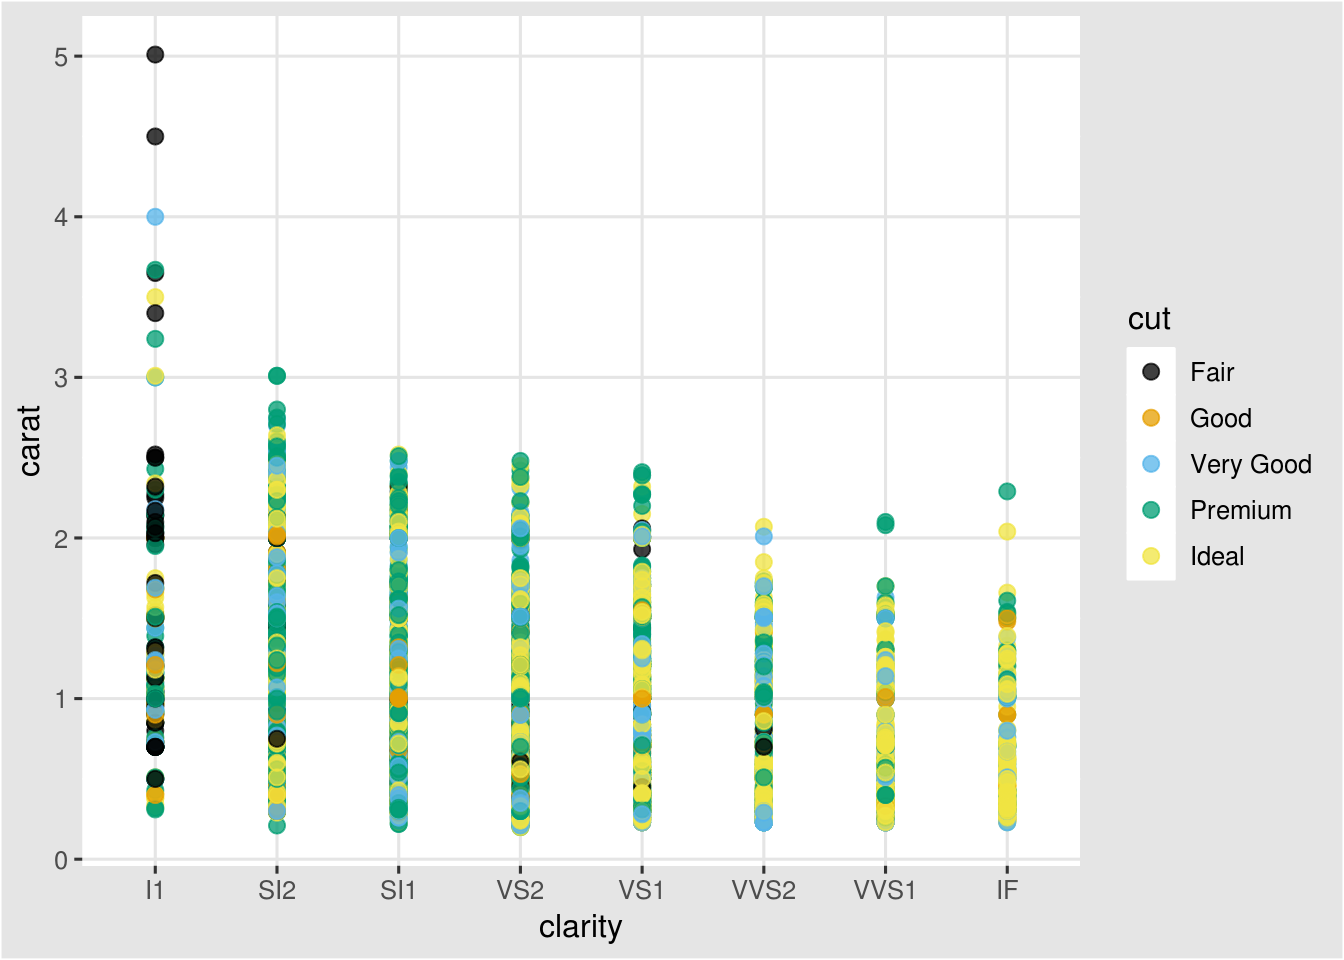 5
4
3
2
1
0
carat
I1 SI2 SI1 VS2 VS1 VVS2 VVS1 IF
clarity
cut
Fair
Good
Very Good
Premium
Ideal